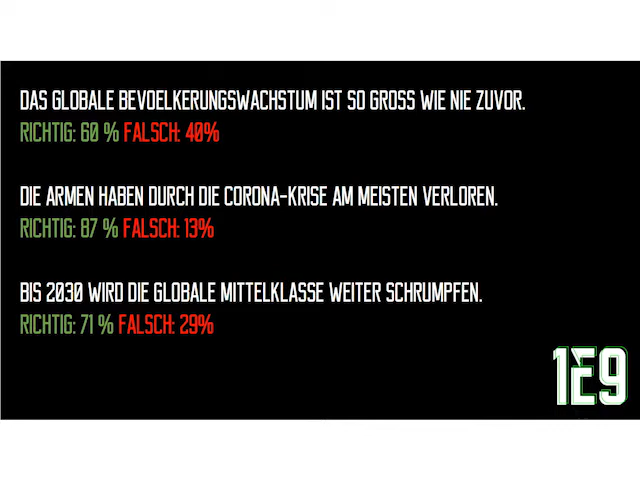 DAS GLOBALE BEVOELKERUNGSWACHSTUM IST SO GROSS WIE NIE ZUVOR.
RICHTIG: 60 % FALSCH: 40%
DIE ARMEN HABEN DURCH DIE CORONA-KRISE AM MEISTEN VERLOREN.
RICHTIG: 87 % FALSCH: 13%
BIS 2030 WIRD DIE GLOBALE MITTELKLASSE WEITER SCHRUMPFEN.
RICHTIG: 71 % FALSCH: 29%
1E9